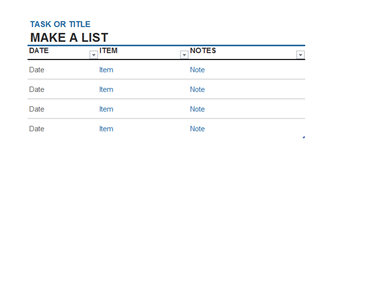 TASK OR TITLE
MAKE A LIST
DATE ITEM NOTES
Date Item Note
Date Item Note
Date Item Note
Date Item Note